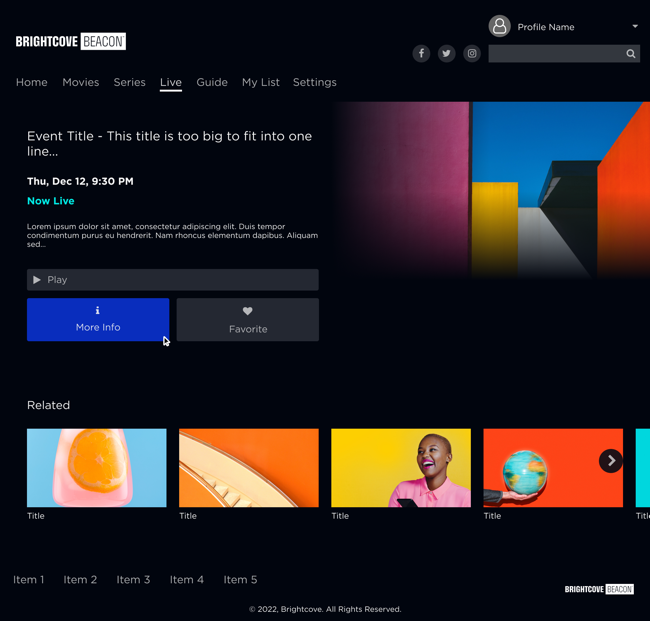 Profile Name
BRIGHTCOVE BEACON
Home Movies Series Live Guide My List Settings
Event Title - This title is too big to fit into one
line...
Thu, Dec 12, 9:30 PM
Now Live
Lorem ipsum dolor sit amet, consectetur adipiscing elit. Duis tempor
condimentum purus eu hendrerit. Nam rhoncus elementum dapibus. Aliquam
sed...
Play
More Info
Favorite
Related
Title Title Title Title
Item 1 Item 2 Item 3 Item 4 Item 5
BRIGHTCOVE BEACON
© 2022, Brightcove. All Rights Reserved.